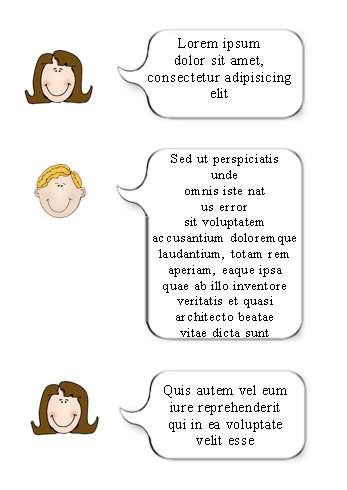 Lorem ipsum
dolor sit amet,
consectetur adipisicing
elit
Sed ut perspiciatis
unde
omnis iste nat
us error
sit voluptatem
accusantium doloremque
laudantium, totam rem
aperiam, eaque ipsa
quae ab illo inventore
veritatis et quasi
architecto beatae
vitae dicta sunt
Quis autem vel eum
iure reprehenderit
qui in ea voluptate
velit esse